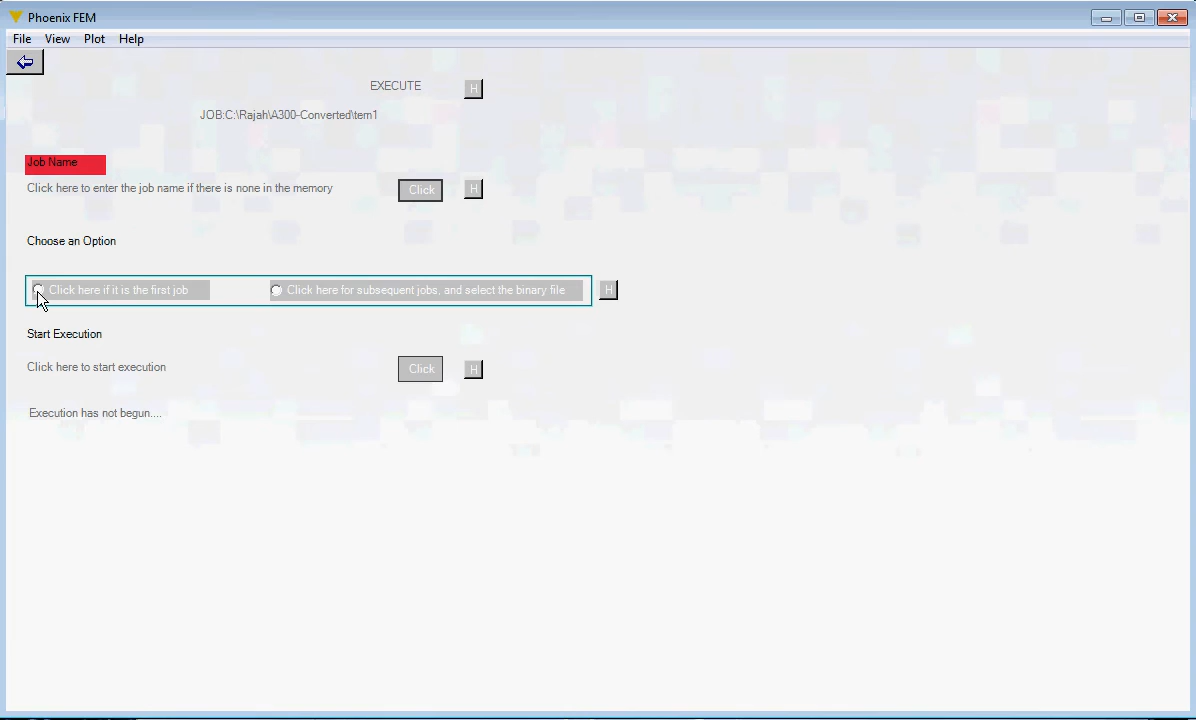 Phoenix FEM
File View Plot Help
EXECUTE H
JOB:C:\Rajah\A300-Converted\tem1
Job Name
Click here to enter the job name if there is none in the memory Click H
Choose an Option
Click here if it is the first job Click here for subsequent jobs, and select the binary file H
Start Execution
Click here to start execution Click H
Execution has not begun....